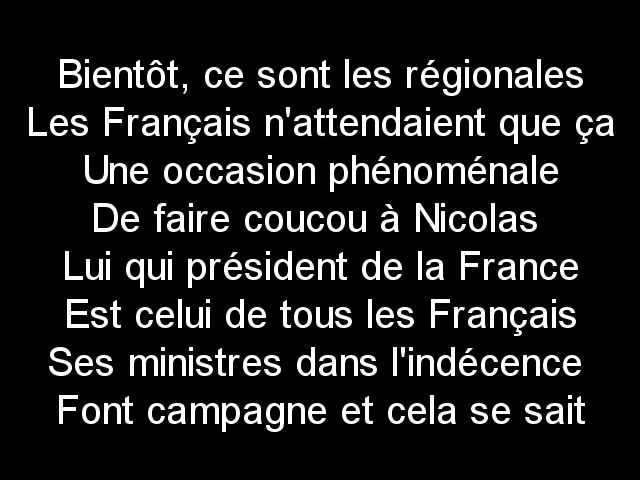 Bientôt, ce sont les régionales
Les Français n'attendaient que ça
Une occasion phénoménale
De faire coucou à Nicolas
Lui qui président de la France
Est celui de tous les Français
Ses ministres dans l'indécence
Font campagne et cela se sait